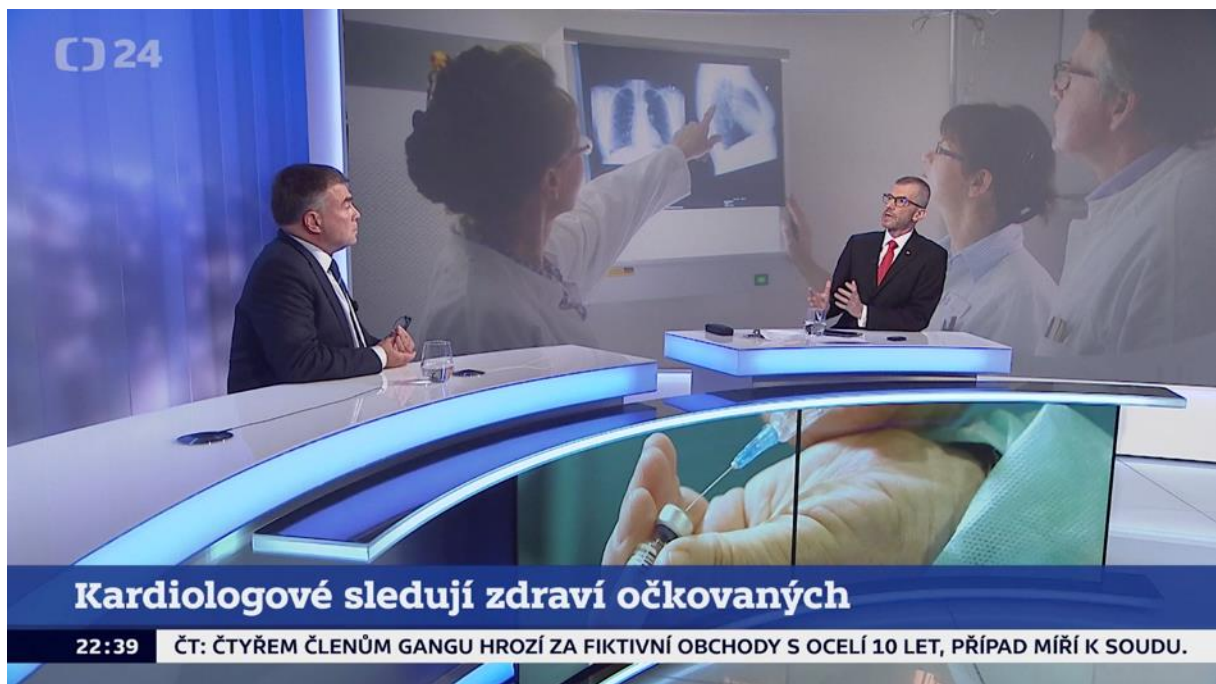 24
Kardiologové sledují zdraví očkovaných
22:39 ČT: ČTYŘEM ČLENŮM GANGU HROZÍ ZA FIKTIVNÍ OBCHODY S OCELÍ 10 LET, PŘÍPAD MÍŘÍ K SOUDU.